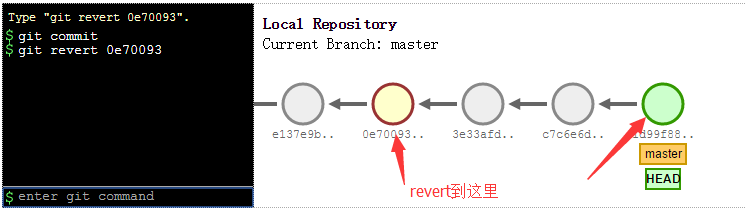 Type "git revert 0e70093".
$ git commit
$ git revert 0e70093
$ enter git command
Local Repository
Current Branch: master
e137e9b..
0e70093..
3e33afd..
c7c6e6d..
1d99f88..
master
HEAD
revert到这里